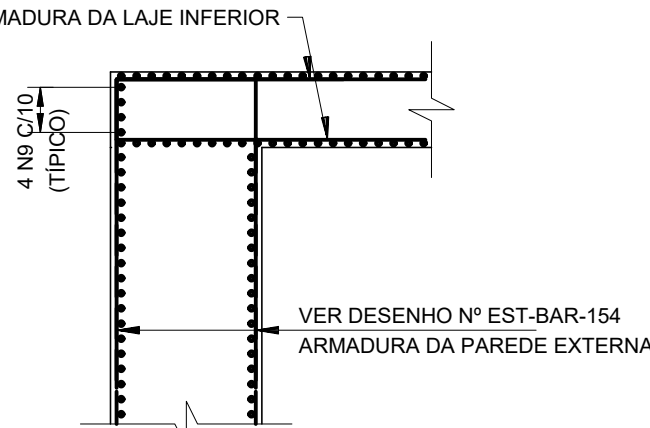 MADURA DA LAJE INFERIOR
4 N9 C/10
(TÍPICO)
VER DESENHO Nº EST-BAR-154
ARMADURA DA PAREDE EXTERNA